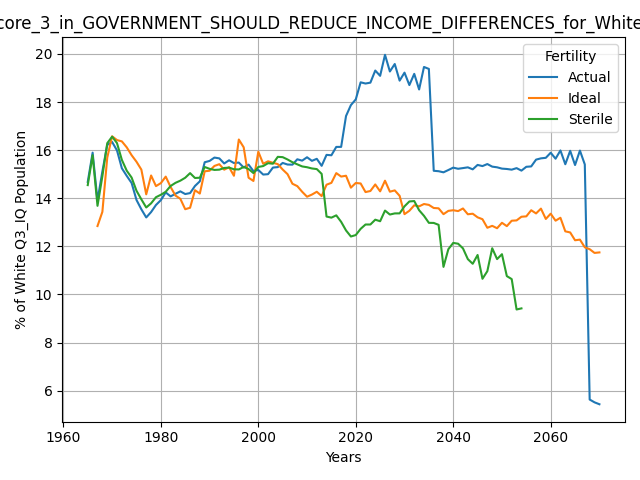 core_3_in_GOVERNMENT_SHOULD_REDUCE_INCOME_DIFFERENCES_for_White
Fertility
Actual
Ideal
Sterile
% of White Q3_IQ Population
20
18
16
14
12
10
8
6
1960
1980
2000
2020
2040
2060
Years